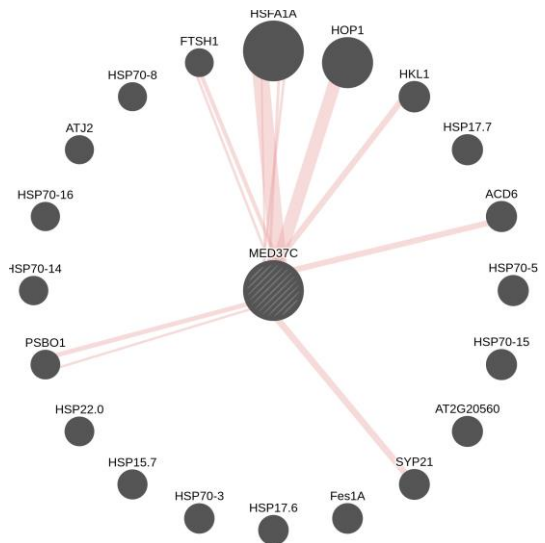 HSFA1A
HOP1
FTSH1
HKL1
HSP70-8
HSP17.7
ATJ2
ACD6
HSP70-16
MED37C
HSP70-14
HSP70-5
PSBO1
HSP70-15
HSP22.0
AT2G20560
HSP15.7
SYP21
HSP70-3
HSP17.6
Fes1A